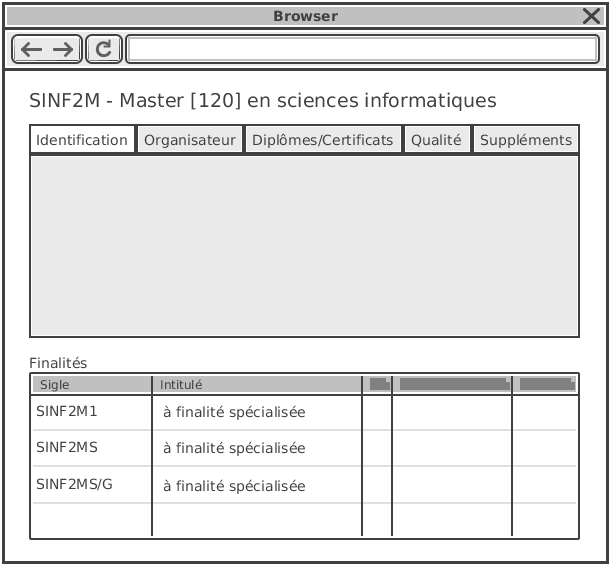 Browser
SINF2M - Master [120] en sciences informatiques
Identification Organisateur Diplômes/Certificats Qualité Suppléments
Finalités
Sigle Intitulé
SINF2M1 à finalité spécialisée
SINF2MS à finalité spécialisée
SINF2MS/G à finalité spécialisée